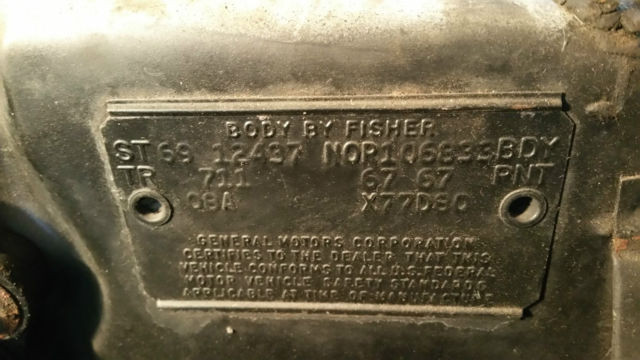 BODY BY FISHER
ST 69 12437 NOR106833 BDY
TR 711 67 67 PNT
08A X77D80
GENERAL MOTORS CORPORATION
CERTIFIES TO THE DEALER THAT THIS
VEHICLE CONFORMS TO ALL U.S. FEDERAL
MOTOR VEHICLE SAFETY STANDARDS
APPLICABLE AT TIME OF MANUFACTURE